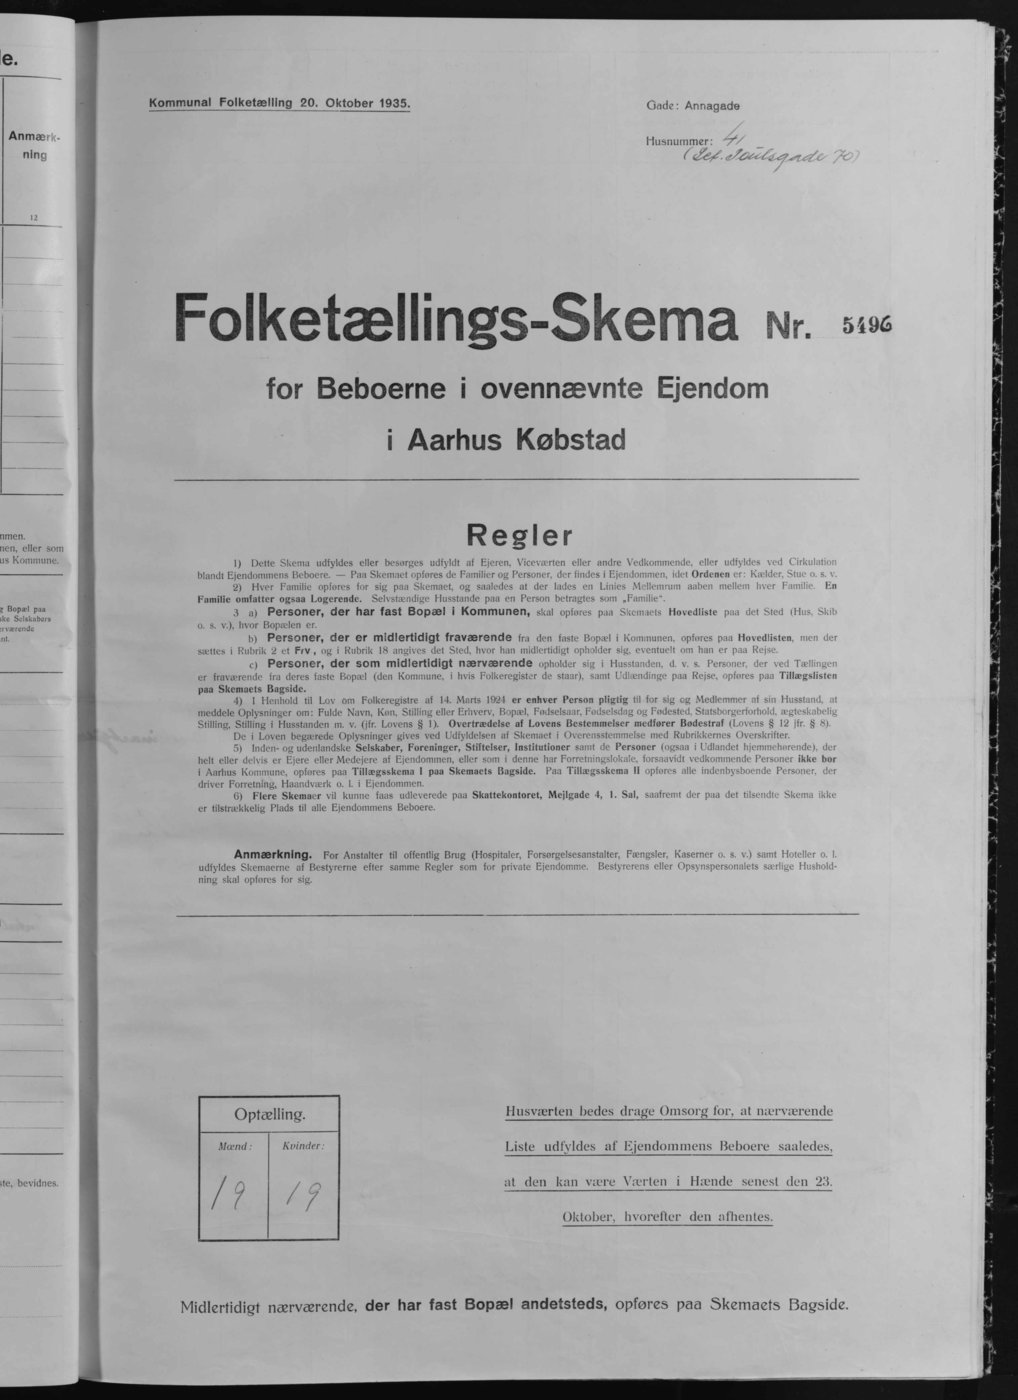 e.
Anmærk-
ning
12
nmen.
nen, eller som
us Kommune.
g Bopæl paa
ske Selskabers
erværende
nt.
ste, bevidnes.
Kommunal Folketælling 20. Oktober 1935.
Gade: Annagade
Husnummer: 41
(Sct. Paulsgade 70)
Folketællings-Skema Nr. 5496
for Beboerne i ovennævnte Ejendom
i Aarhus Købstad
Regler
1) Dette Skema udfyldes eller besørges udfyldt af Ejeren, Viceværten eller andre Vedkommende, eller udfyldes ved Cirkulation
blandt Ejendommens Beboere. — Paa Skemaet opføres de Familier og Personer, der findes i Ejendommen, idet Ordenen er: Kælder, Stue o. s. v.
2) Hver Familie opføres for sig paa Skemaet, og saaledes at der lades en Linies Mellemrum aaben mellem hver Familie. En
Familie omfatter ogsaa Logerende. Selvstændige Husstande paa en Person betragtes som „Familie“.
3 a) Personer, der har fast Bopæl i Kommunen, skal opføres paa Skemaets Hovedliste paa det Sted (Hus, Skib
o. s. v.), hvor Bopælen er.
b) Personer, der er midlertidigt fraværende fra den faste Bopæl i Kommunen, opføres paa Hovedlisten, men der
sættes i Rubrik 2 et Frv., og i Rubrik 18 angives det Sted, hvor han midlertidigt opholder sig, eventuelt om han er paa Rejse.
c) Personer, der som midlertidigt nærværende opholder sig i Husstanden, d. v. s. Personer, der ved Tællingen
er fraværende fra deres faste Bopæl (den Kommune, i hvis Folkeregister de staar), samt Udlændinge paa Rejse, opføres paa Tillægslisten
paa Skemaets Bagside.
4) I Henhold til Lov om Folkeregistre af 14. Marts 1924 er enhver Person pligtig til for sig og Medlemmer af sin Husstand, at
meddele Oplysninger om: Fulde Navn, Køn, Stilling eller Erhverv, Bopæl, Fødselsaar, Fødselsdag og Fødested, Statsborgerforhold, ægteskabelig
Stilling, Stilling i Husstanden m. v. (jfr. Lovens § 1). Overtrædelse af Lovens Bestemmelser medfører Bødestraf (Lovens § 12 jfr. § 8).
De i Loven begærede Oplysninger gives ved Udfyldelsen af Skemaet i Overensstemmelse med Rubrikkernes Overskrifter.
5) Inden- og udenlandske Selskaber, Foreninger, Stiftelser, Institutioner samt de Personer (ogsaa i Udlandet hjemmehørende), der
helt eller delvis er Ejere eller Medejere af Ejendommen, eller som i denne har Forretningslokale, forsaavidt vedkommende Personer ikke bor
i Aarhus Kommune, opføres paa Tillægsskema I paa Skemaets Bagside. Paa Tillægsskema II opføres alle indenbysboende Personer, der
driver Forretning, Haandværk o. l. i Ejendommen.
6) Flere Skemaer vil kunne faas udleverede paa Skattekontoret, Mejlgade 4, 1. Sal, saafremt der paa det tilsendte Skema ikke
er tilstrækkelig Plads til alle Ejendommens Beboere.
Anmærkning. For Anstalter til offentlig Brug (Hospitaler, Forsørgelsesanstalter, Fængsler, Kaserner o. s. v.) samt Hoteller o. l.
udfyldes Skemaerne af Bestyrerne efter samme Regler som for private Ejendomme. Bestyrerens eller Opsynspersonalets særlige Hushold-
ning skal opføres for sig.
Optælling.
Mænd: Kvinder:
19 19
Husværten bedes drage Omsorg for, at nærværende
Liste udfyldes af Ejendommens Beboere saaledes,
at den kan være Værten i Hænde senest den 23.
Oktober, hvorefter den afhentes.
Midlertidigt nærværende, der har fast Bopæl andetsteds, opføres paa Skemaets Bagside.